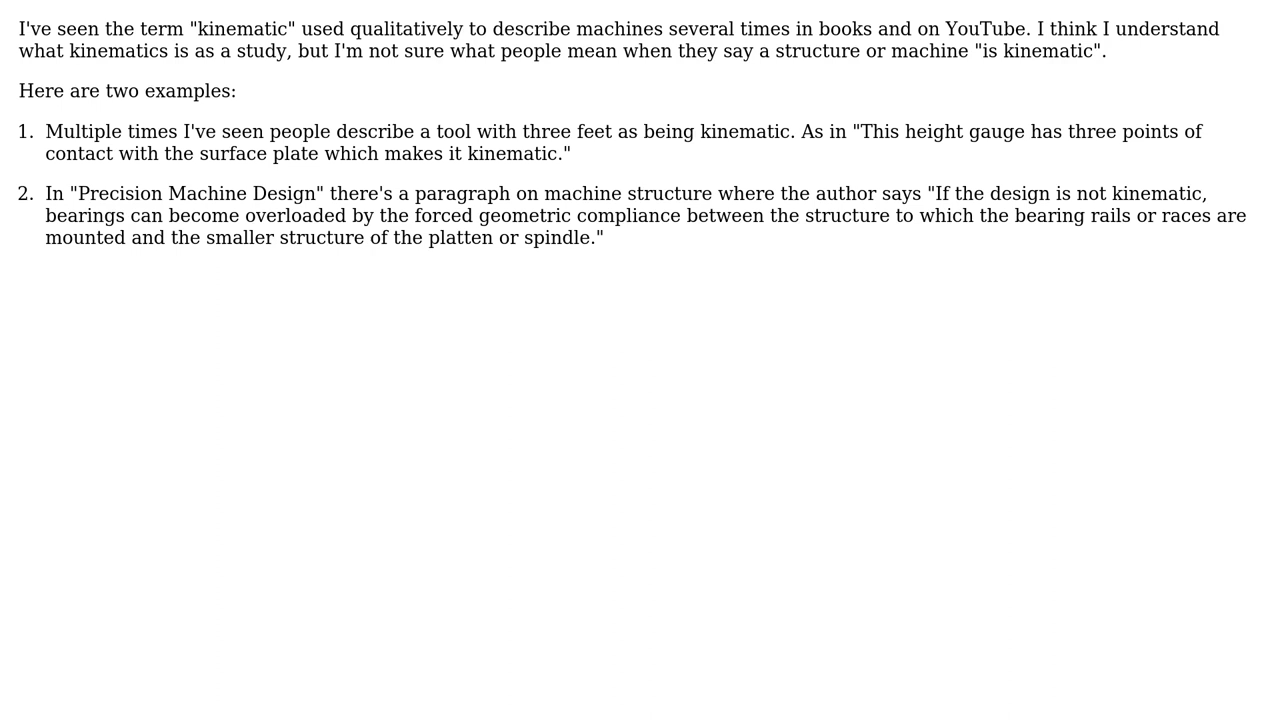 I've seen the term "kinematic" used qualitatively to describe machines several times in books and on YouTube. I think I understand
what kinematics is as a study, but I'm not sure what people mean when they say a structure or machine "is kinematic".
Here are two examples:
1. Multiple times I've seen people describe a tool with three feet as being kinematic. As in "This height gauge has three points of
contact with the surface plate which makes it kinematic."
2. In "Precision Machine Design" there's a paragraph on machine structure where the author says "If the design is not kinematic,
bearings can become overloaded by the forced geometric compliance between the structure to which the bearing rails or races are
mounted and the smaller structure of the platten or spindle."